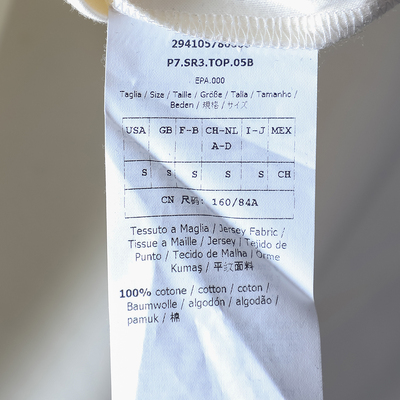 P7.SR3.TOP.05B
EPA.000
Taglia / Size / Taille / Größe / Talla / Tamanho /
Beden / 規格 / サイズ
USA GB F-B CH-NL I-J MEX
A-D
S S S S S CH
CN 尺码: 160/84A
Tessuto a Maglia / Jersey Fabric /
Tissue a Maille / Jersey / Tejido de
Punto / Tecido de Malha / Örme
Kumaş / 平纹面料
100% cotone / cotton / coton /
Baumwolle / algodón / algodão /
pamuk / 棉